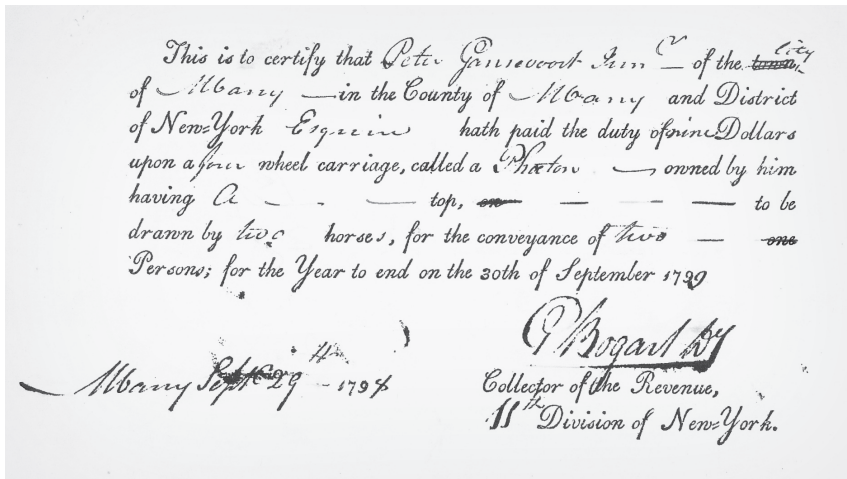 This is to certify that Peter Gansevoort Junr of the town city
of Albany in the County of Albany and District
of New=York Esquire hath paid the duty of nine Dollars
upon a four wheel carriage, called a Phaeton owned by him
having a top, to be
drawn by two horses, for the conveyance of two one
Persons; for the Year to end on the 30th of September 1799
G Bogart Dy
Albany Sept 29th 1798
Collector of the Revenue,
11th Division of New=York.